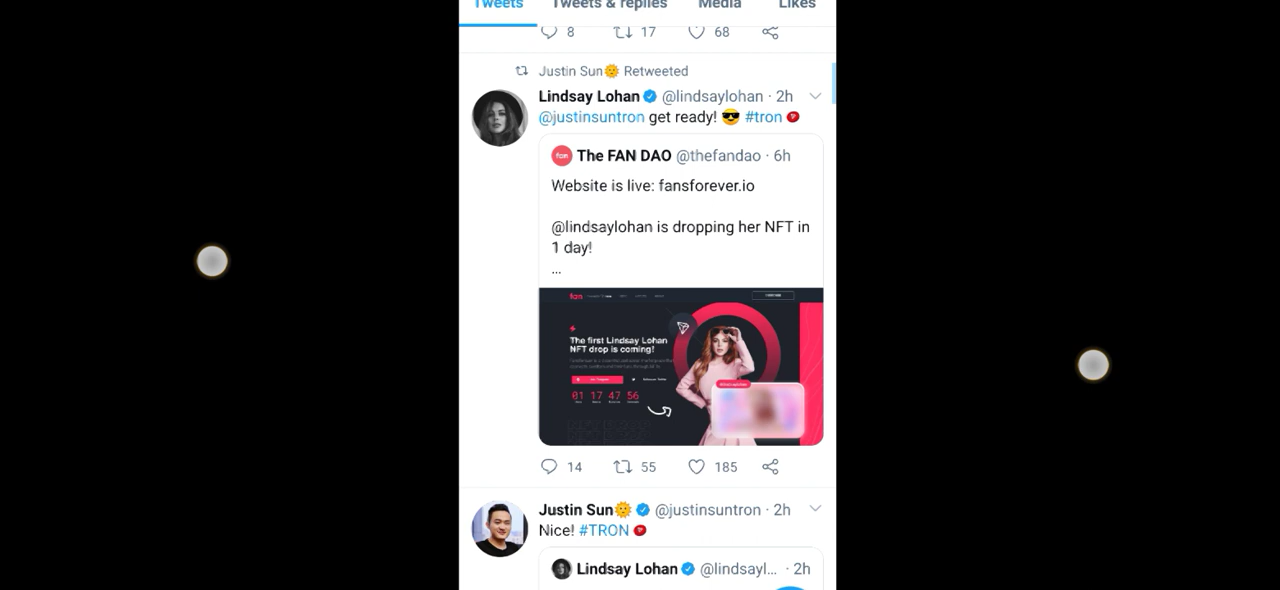 Tweets Tweets & replies Media Likes
8 17 68
Justin Sun🌞 Retweeted
Lindsay Lohan @lindsaylohan · 2h
@justinsuntron get ready! 😎 #tron
fan The FAN DAO @thefandao · 6h
Website is live: fansforever.io
@lindsaylohan is dropping her NFT in
1 day!
...
fan
The first Lindsay Lohan
NFT drop is coming!
01 17 47 56
14 55 185
Justin Sun🌞 @justinsuntron · 2h
Nice! #TRON
Lindsay Lohan @lindsayl... · 2h